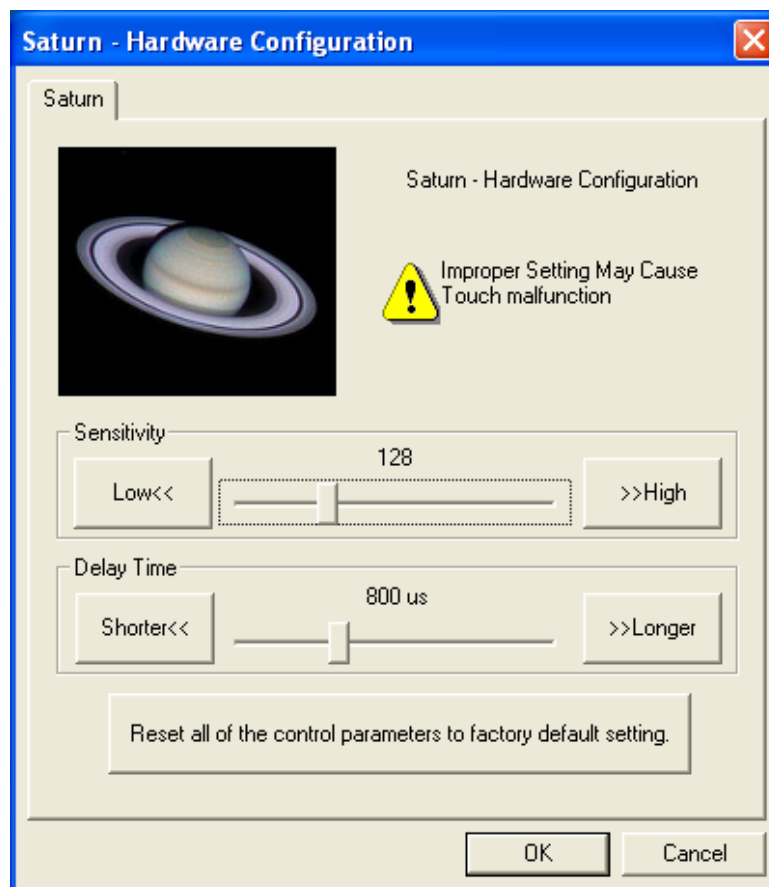 Saturn - Hardware Configuration
Saturn
Saturn - Hardware Configuration
Improper Setting May Cause
Touch malfunction
Sensitivity
128
Low<<
>>High
Delay Time
800 us
Shorter<<
>>Longer
Reset all of the control parameters to factory default setting.
OK
Cancel